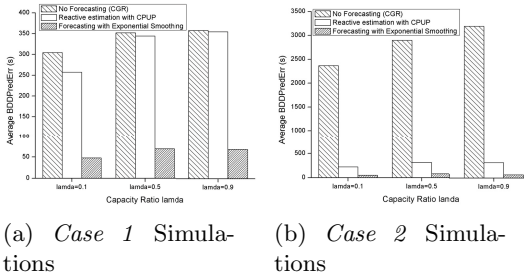 No Forecasting (CGR)
Reactive estimation with CPUP
Forecasting with Exponential Smoothing
Average BDDPredErr (s)
400
350
300
250
200
150
100
50
0
lamda=0.1 lamda=0.5 lamda=0.9
Capacity Ratio lamda
No Forecasting (CGR)
Reactive estimation with CPUP
Forecasting with Exponential Smoothing
Average BDDPredErr (s)
3500
3000
2500
2000
1500
1000
500
0
lamda=0.1 lamda=0.5 lamda=0.9
Capacity Ratio lamda
(a) Case 1 Simula-
tions
(b) Case 2 Simula-
tions